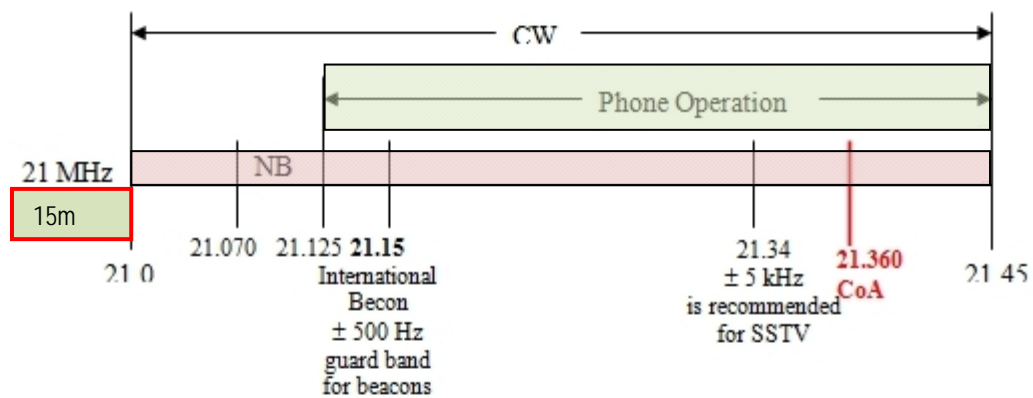 CW
Phone Operation
21 MHz
NB
15m
21.0
21.070
21.125
21.15
International
Becon
± 500 Hz
guard band
for beacons
21.34
± 5 kHz
is recommended
for SSTV
21.360
CoA
21.45